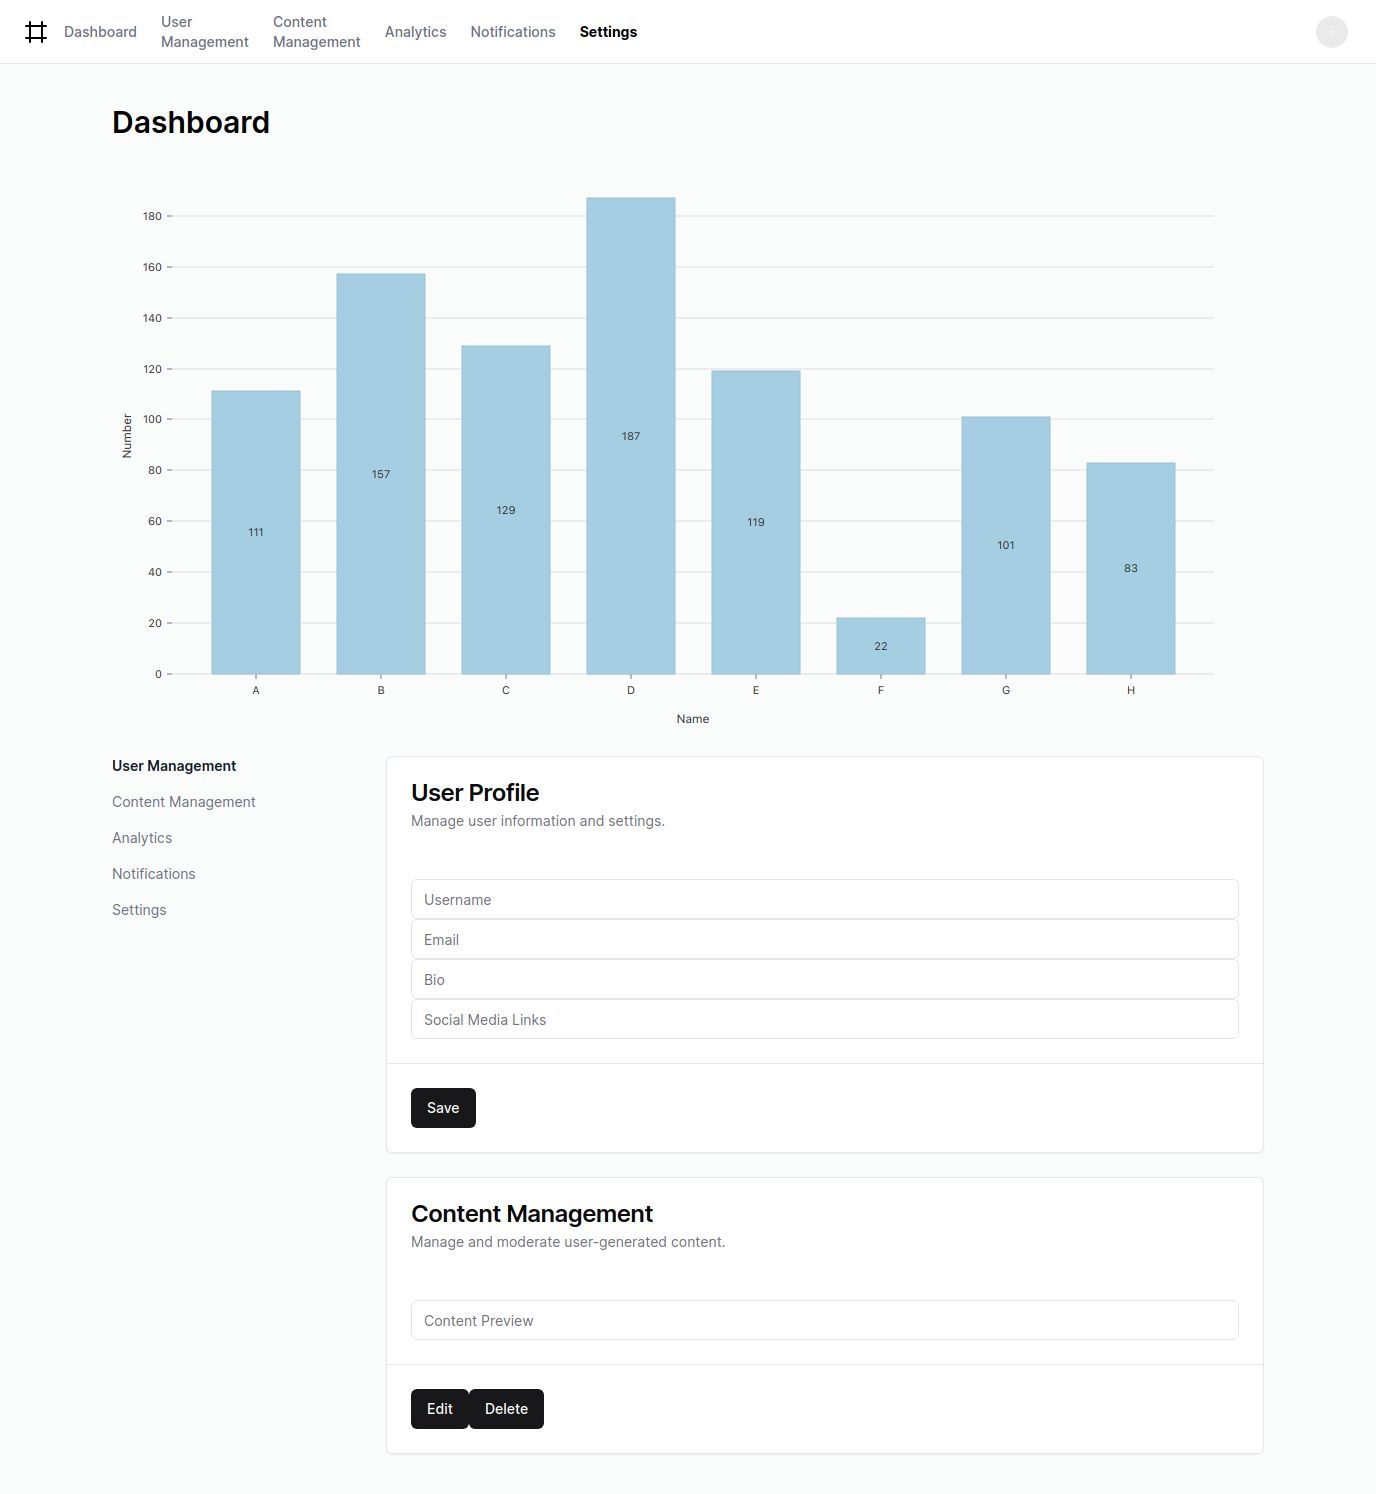 Dashboard
User Management
Content Management
Analytics
Notifications
Settings
Dashboard
180
160
140
120
100
80
60
40
20
0
Number
111
157
129
187
119
22
101
83
A
B
C
D
E
F
G
H
Name
User Management
Content Management
Analytics
Notifications
Settings
User Profile
Manage user information and settings.
Username
Email
Bio
Social Media Links
Save
Content Management
Manage and moderate user-generated content.
Content Preview
Edit
Delete